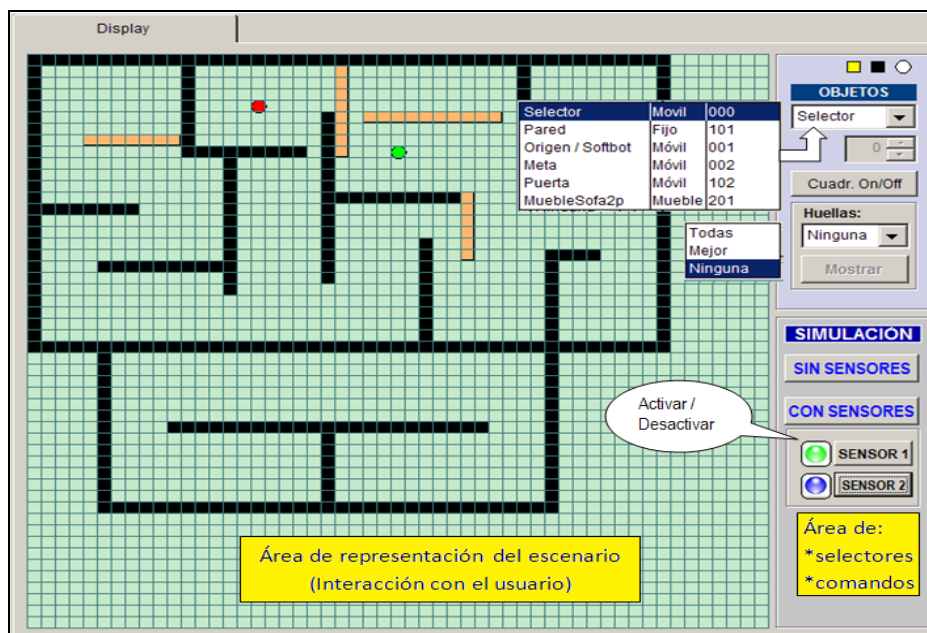 Display
OBJETOS
Selector
0
Cuadr. On/Off
Huellas:
Ninguna
Mostrar
Selector Movil 000
Pared Fijo 101
Origen / Softbot Móvil 001
Meta Móvil 002
Puerta Móvil 102
MuebleSofa2p Mueble 201
Todas
Mejor
Ninguna
SIMULACIÓN
SIN SENSORES
CON SENSORES
Activar /
Desactivar
SENSOR 1
SENSOR 2
Área de:
*selectores
*comandos
Área de representación del escenario
(Interacción con el usuario)